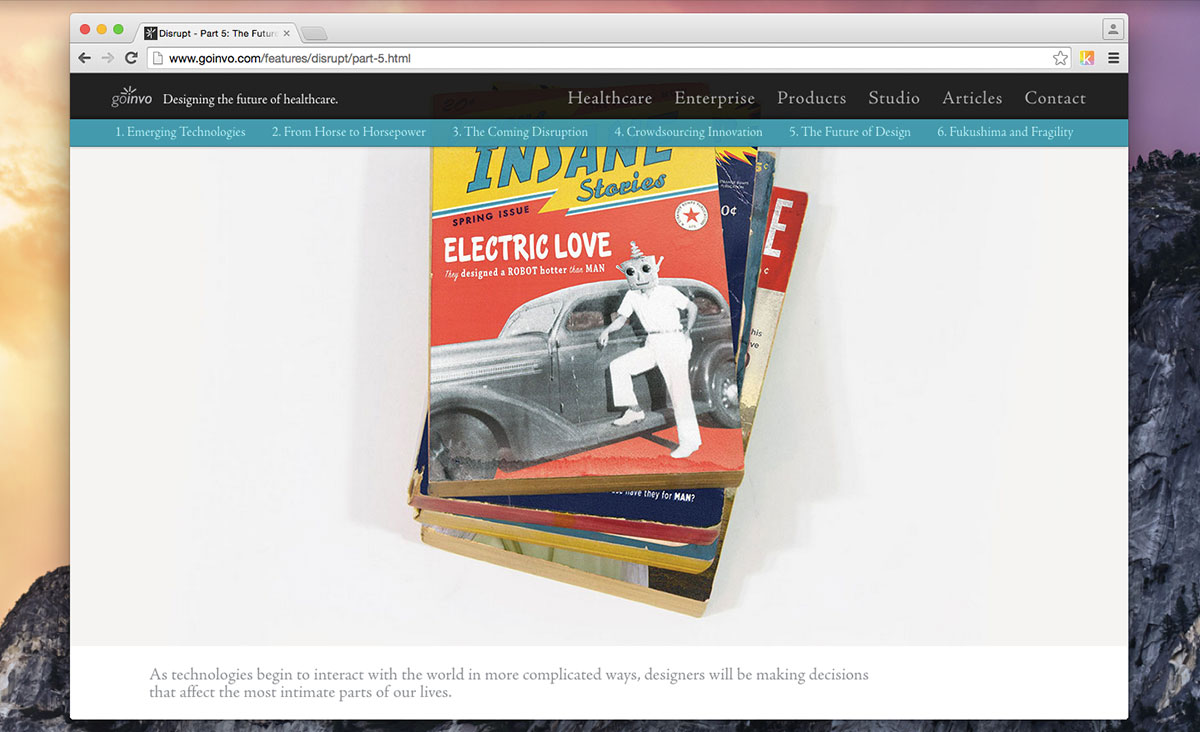 Disrupt - Part 5: The Future
www.goinvo.com/features/disrupt/part-5.html
goinvo Designing the future of healthcare.
Healthcare Enterprise Products Studio Articles Contact
1. Emerging Technologies 2. From Horse to Horsepower 3. The Coming Disruption 4. Crowdsourcing Innovation 5. The Future of Design 6. Fukushima and Fragility
20¢
INSANE
Stories
SPRING ISSUE
0¢
E
C
ELECTRIC LOVE
They designed a ROBOT hotter than MAN
his
ve
have they for MAN?
As technologies begin to interact with the world in more complicated ways, designers will be making decisions
that affect the most intimate parts of our lives.